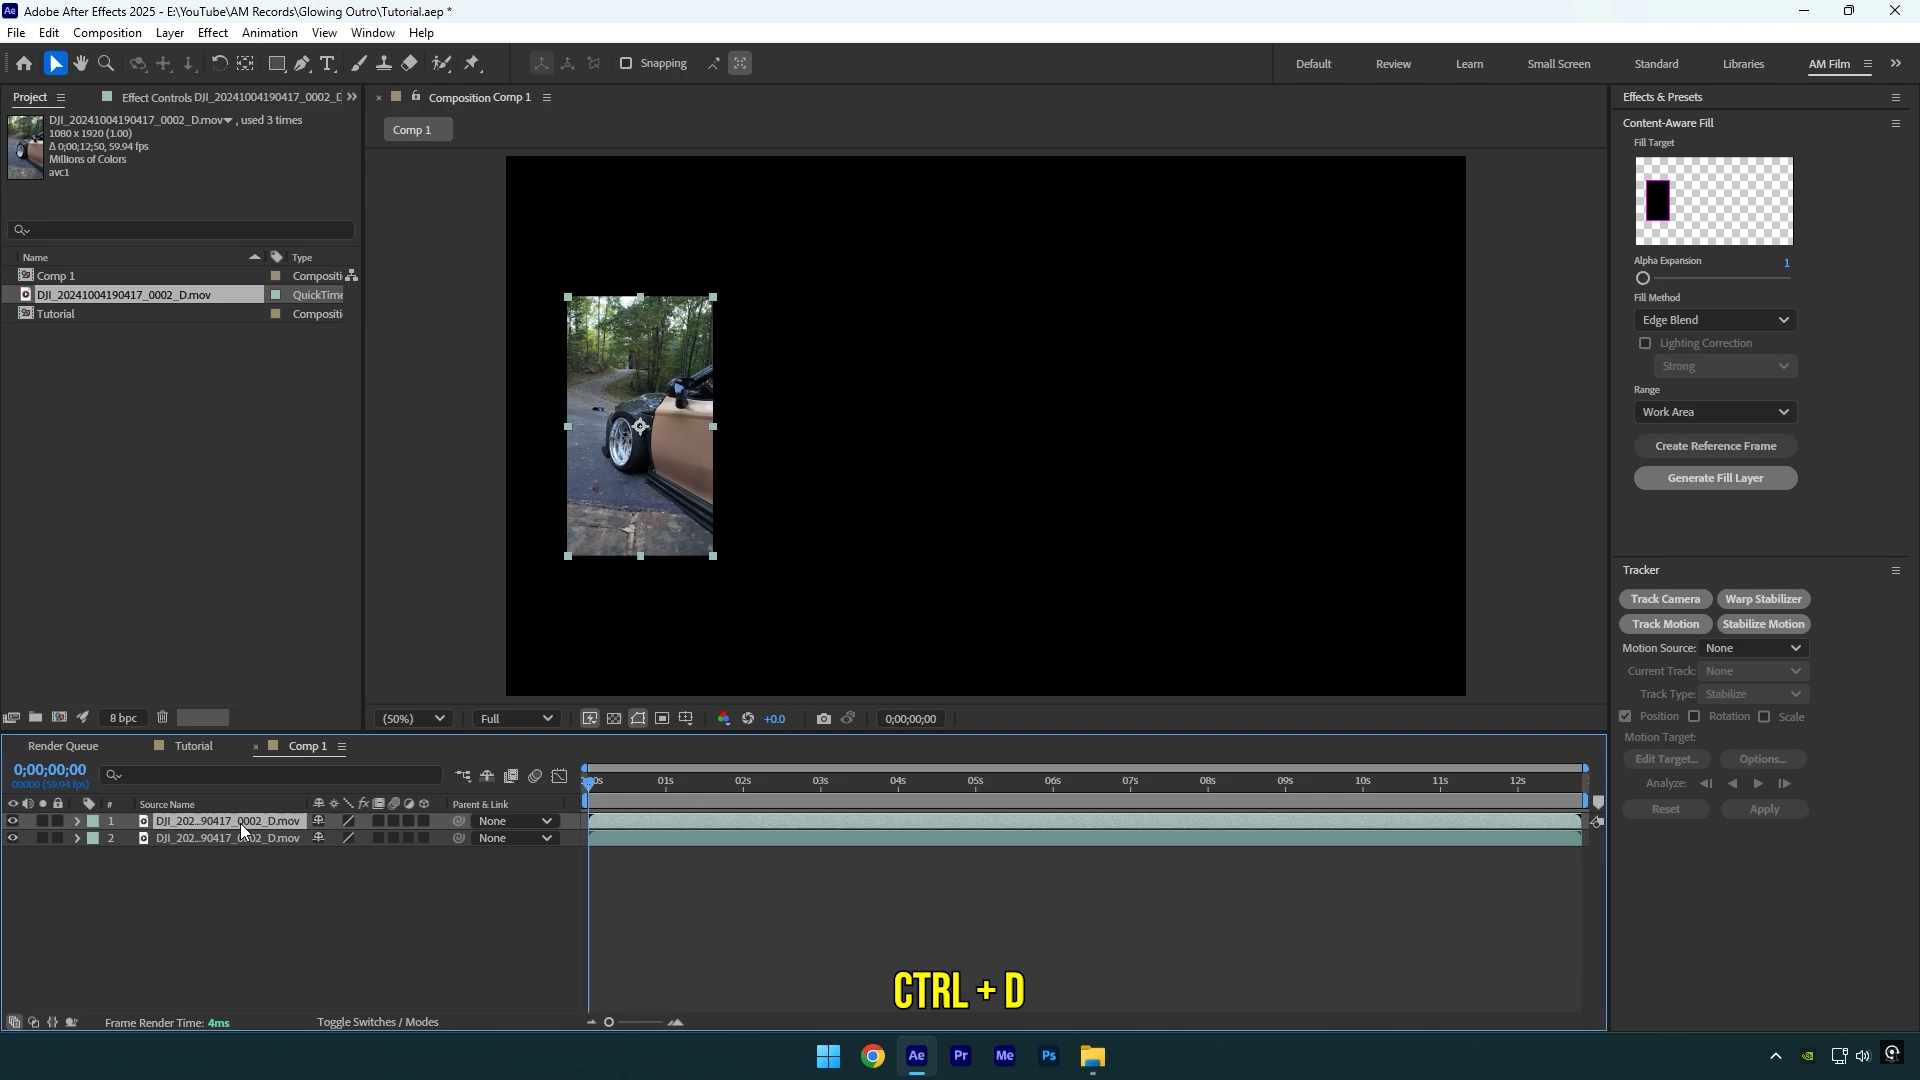 Adobe After Effects 2025 - E:\YouTube\AM Records\Glowing Outro\Tutorial.aep *
File Edit Composition Layer Effect Animation View Window Help
Snapping Default Review Learn Small Screen Standard Libraries AM Film
Project Effect Controls DJI_20241004190417_0002_D
Composition Comp 1
Effects & Presets
DJI_20241004190417_0002_D.mov , used 3 times
1080 x 1920 (1.00)
Δ 0;00;12;50, 59.94 fps
Millions of Colors
avc1
Comp 1
Content-Aware Fill
Fill Target
Alpha Expansion 1
Fill Method
Edge Blend
Lighting Correction
Strong
Range
Work Area
Create Reference Frame
Generate Fill Layer
Name Type
Comp 1 Compositi
DJI_20241004190417_0002_D.mov QuickTime
Tutorial Compositi
Tracker
Track Camera Warp Stabilizer
Track Motion Stabilize Motion
Motion Source: None
Current Track: None
Track Type: Stabilize
Position Rotation Scale
Motion Target:
Edit Target... Options...
Analyze:
Reset Apply
8 bpc
(50%) Full +0.0 0;00;00;00
Render Queue Tutorial Comp 1
0;00;00;00
00000 (59.94 fps)
01s 02s 03s 04s 05s 06s 07s 08s 09s 10s 11s 12s
# Source Name Parent & Link
1 DJI_202...90417_0002_D.mov None
2 DJI_202...90417_0002_D.mov None
CTRL + D
Frame Render Time: 4ms Toggle Switches / Modes
Ae Pr Me Ps